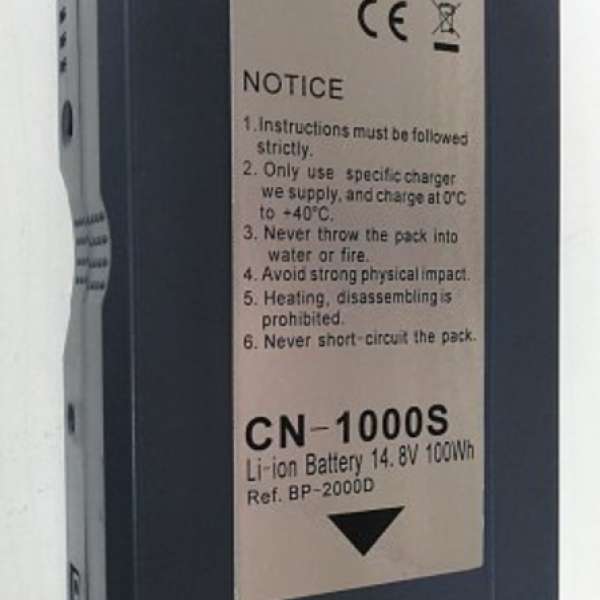 CE
NOTICE
1.Instructions must be followed
strictly.
2. Only use specific charger
we supply, and charge at 0°C
to +40°C.
3. Never throw the pack into
water or fire.
4. Avoid strong physical impact.
5. Heating, disassembling is
prohibited.
6. Never short-circuit the pack.
CN-1000S
Li-ion Battery 14.8V 100Wh
Ref. BP-2000D